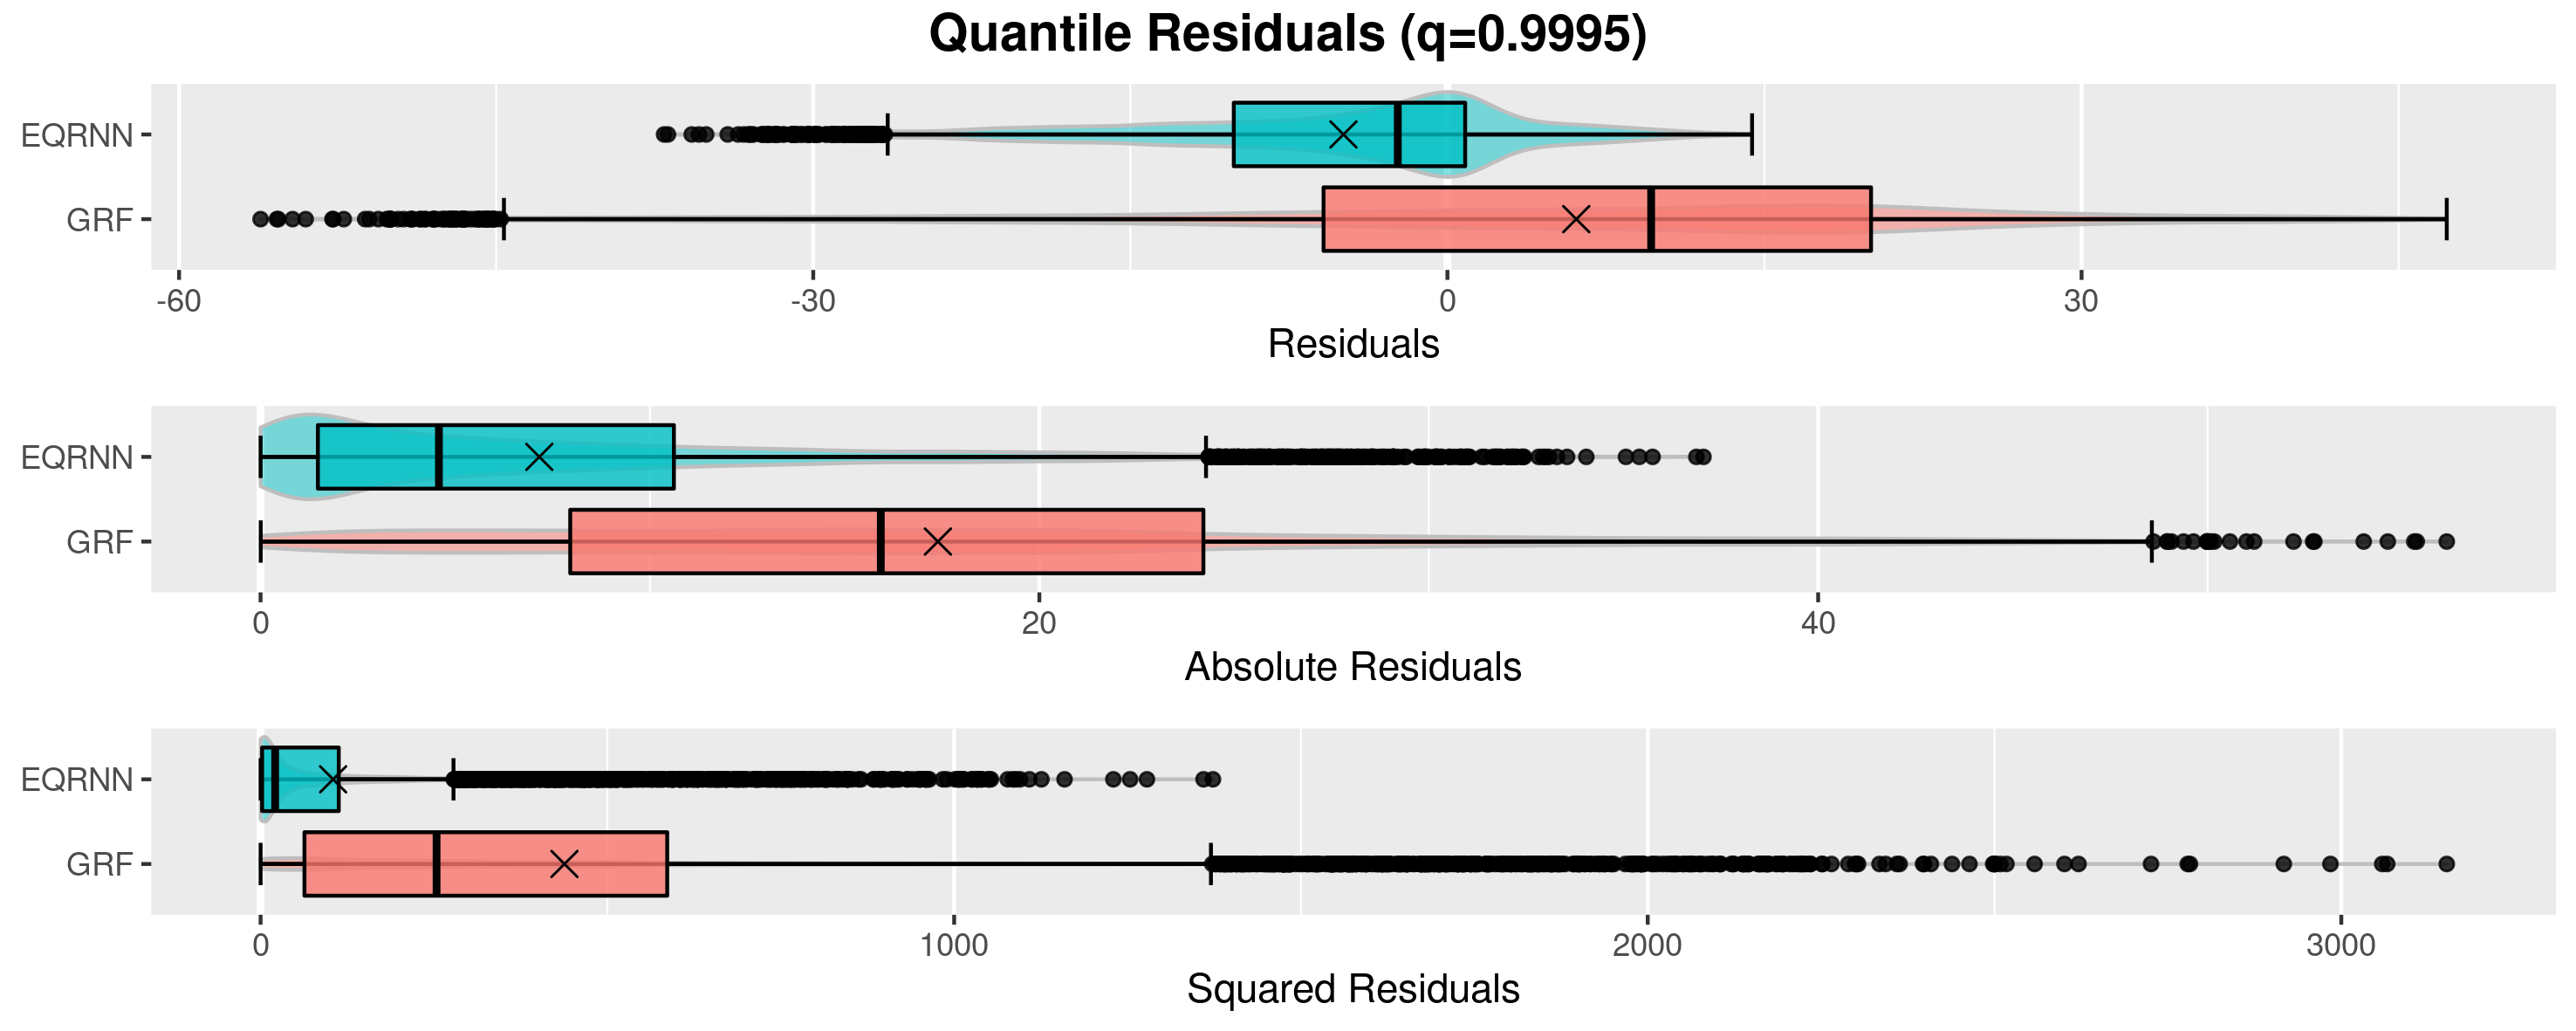 Quantile Residuals (q=0.9995)
EQRNN
GRF
-60 -30 0 30
Residuals
EQRNN
GRF
0 20 40
Absolute Residuals
EQRNN
GRF
0 1000 2000 3000
Squared Residuals